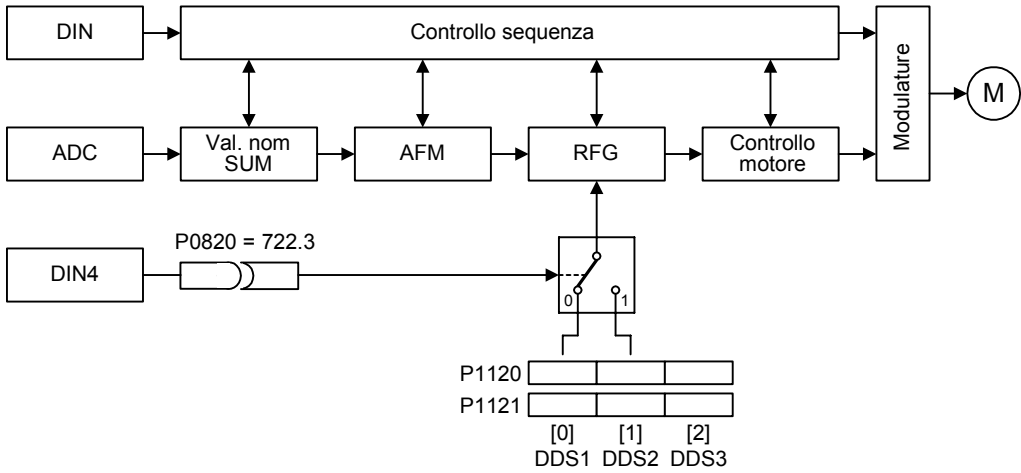 DIN
Controllo sequenza
Modulature
M
ADC
Val. nom
SUM
AFM
RFG
Controllo
motore
P0820 = 722.3
DIN4
0
1
P1120
P1121
[0]
[1]
[2]
DDS1
DDS2
DDS3